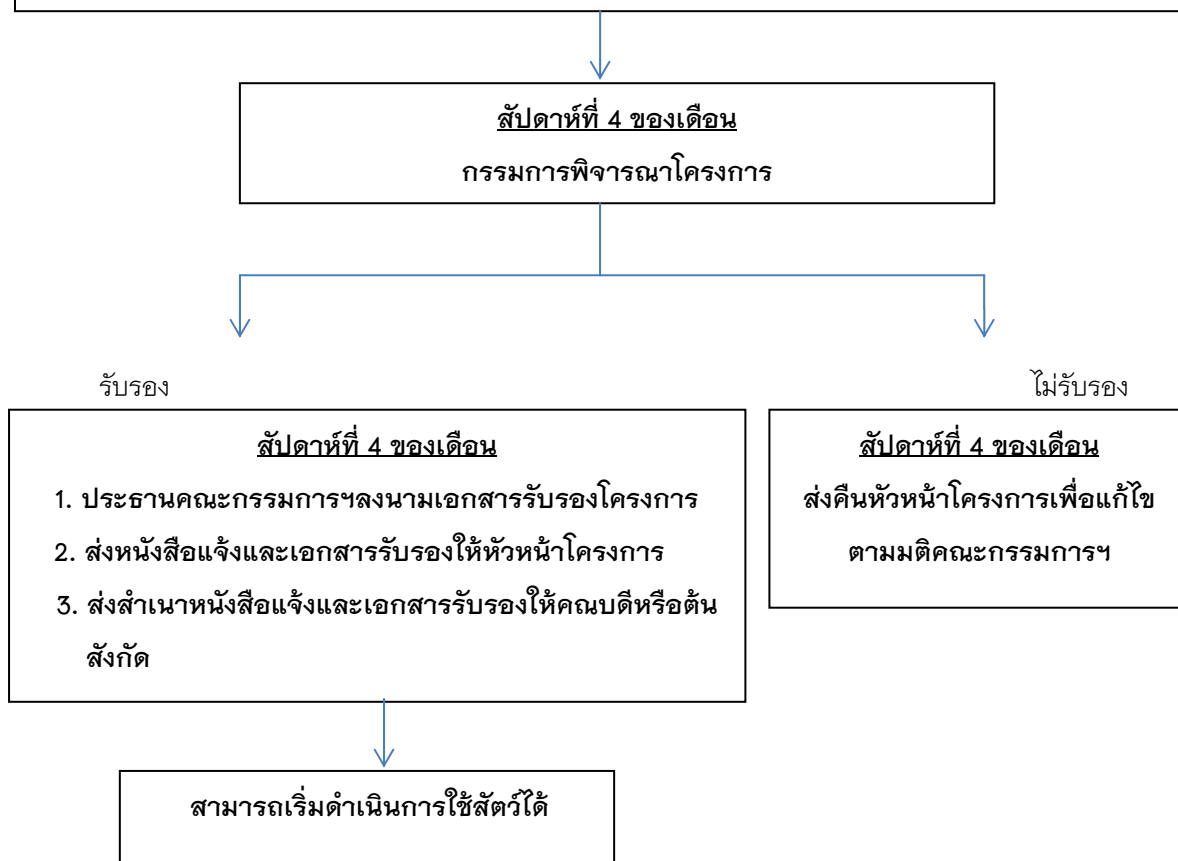 สัปดาห์ที่ 4 ของเดือน
กรรมการพิจารณาโครงการ
รับรอง
ไม่รับรอง
สัปดาห์ที่ 4 ของเดือน
1. ประธานคณะกรรมการฯลงนามเอกสารรับรองโครงการ
2. ส่งหนังสือแจ้งและเอกสารรับรองให้หัวหน้าโครงการ
3. ส่งสำเนาหนังสือแจ้งและเอกสารรับรองให้คณบดีหรือต้น
สังกัด
สัปดาห์ที่ 4 ของเดือน
ส่งคืนหัวหน้าโครงการเพื่อแก้ไข
ตามมติคณะกรรมการฯ
สามารถเริ่มดำเนินการใช้สัตว์ได้